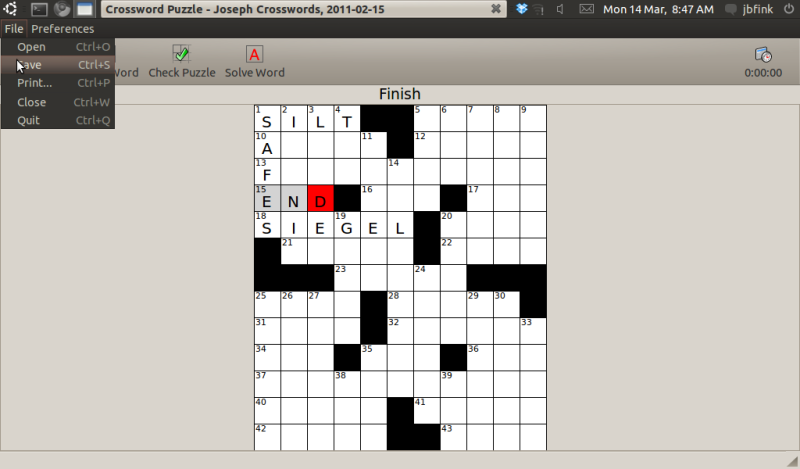 Crossword Puzzle - Joseph Crosswords, 2011-02-15
Mon 14 Mar, 8:47 AM jbfink
File Preferences
Open Ctrl+O
Save Ctrl+S
Print... Ctrl+P
Close Ctrl+W
Quit Ctrl+Q
Word Check Puzzle A Solve Word 0:00:00
Finish
1 2 3 4 5 6 7 8 9
S I L T
10 11 12
A
13 14
F
15 16 17
E N D
18 19 20
S I E G E L
21 22
23 24
25 26 27 28 29 30
31 32 33
34 35 36
37 38 39
40 41
42 43